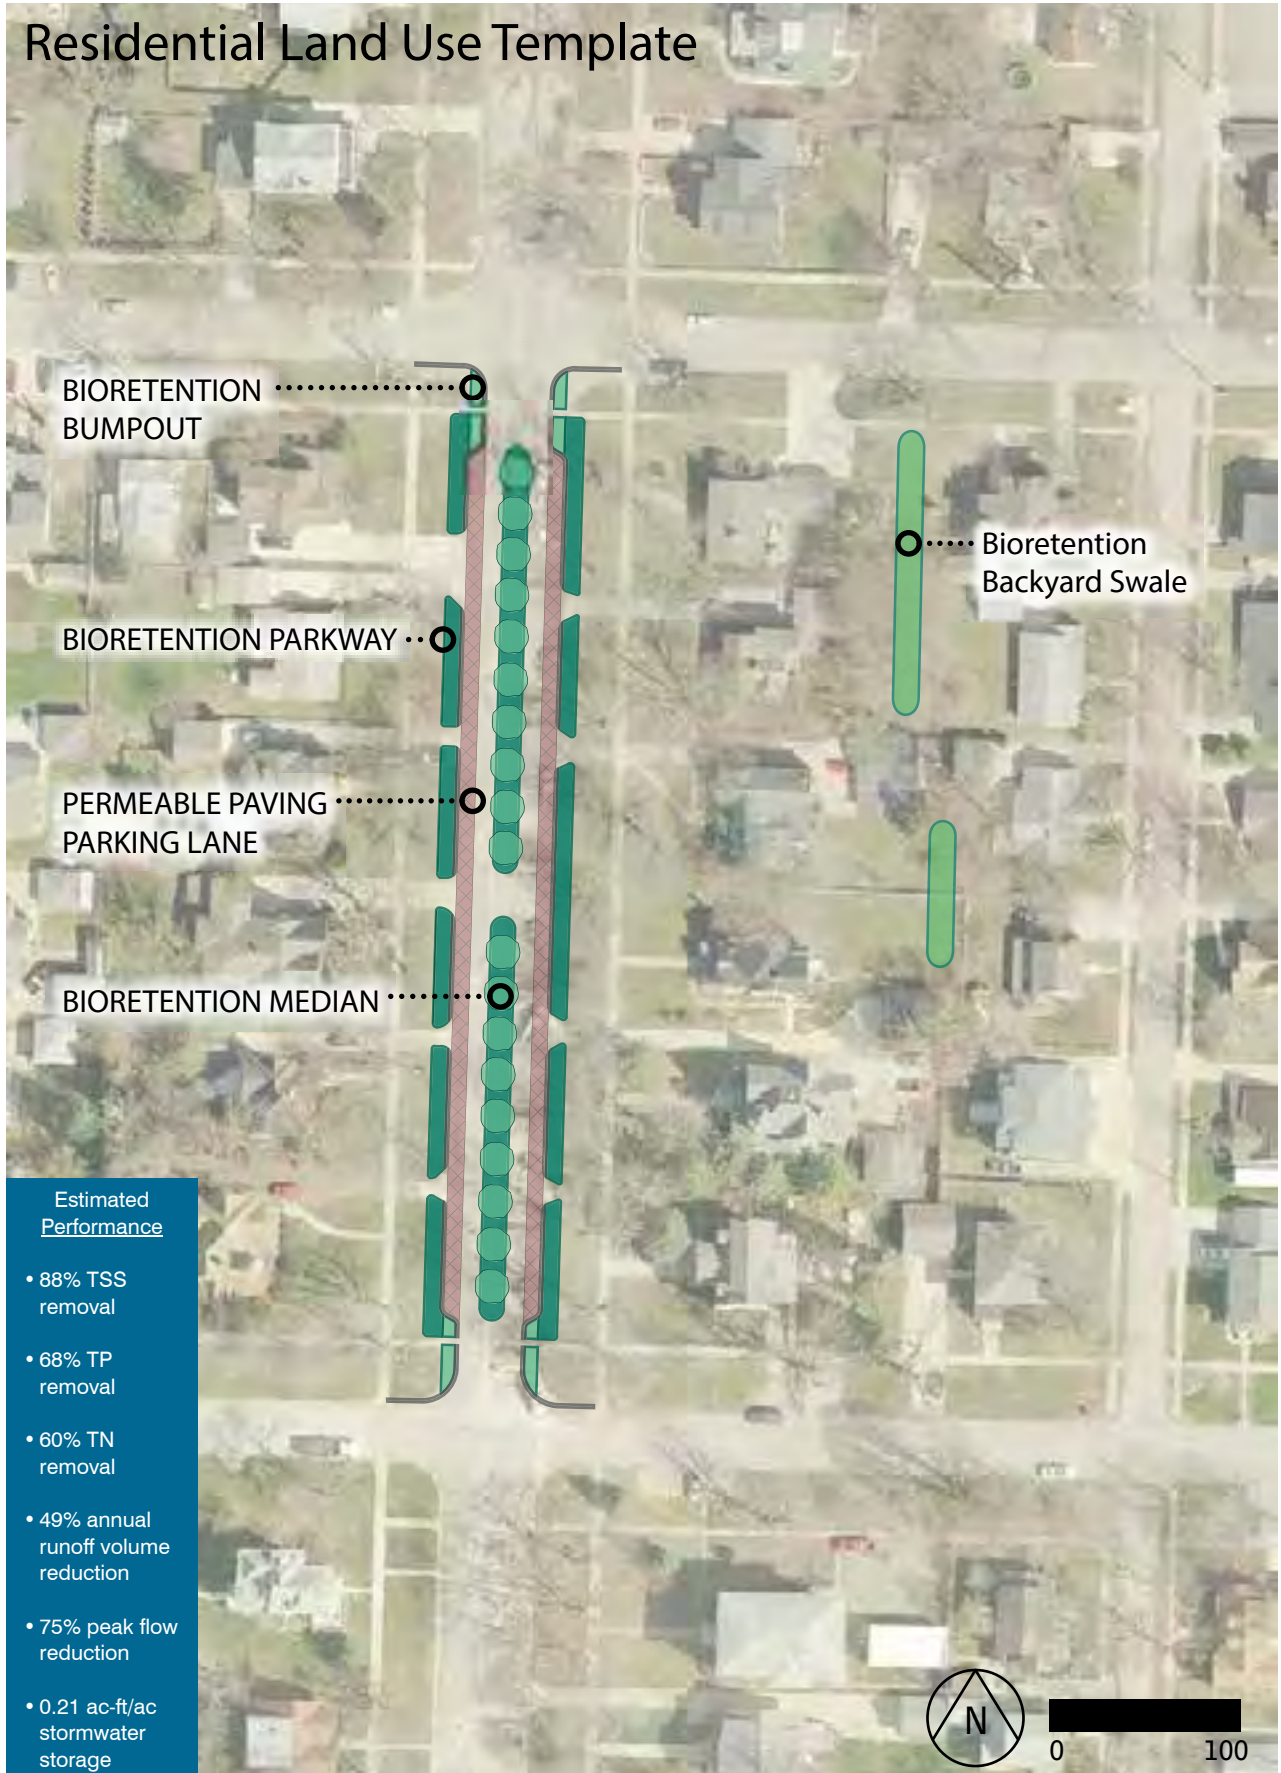 Residential Land Use Template
BIORETENTION
BUMPOUT
Bioretention
Backyard Swale
BIORETENTION PARKWAY
PERMEABLE PAVING
PARKING LANE
BIORETENTION MEDIAN
Estimated
Performance
• 88% TSS
removal
• 68% TP
removal
• 60% TN
removal
• 49% annual
runoff volume
reduction
• 75% peak flow
reduction
• 0.21 ac-ft/ac
stormwater
storage
N
0 100